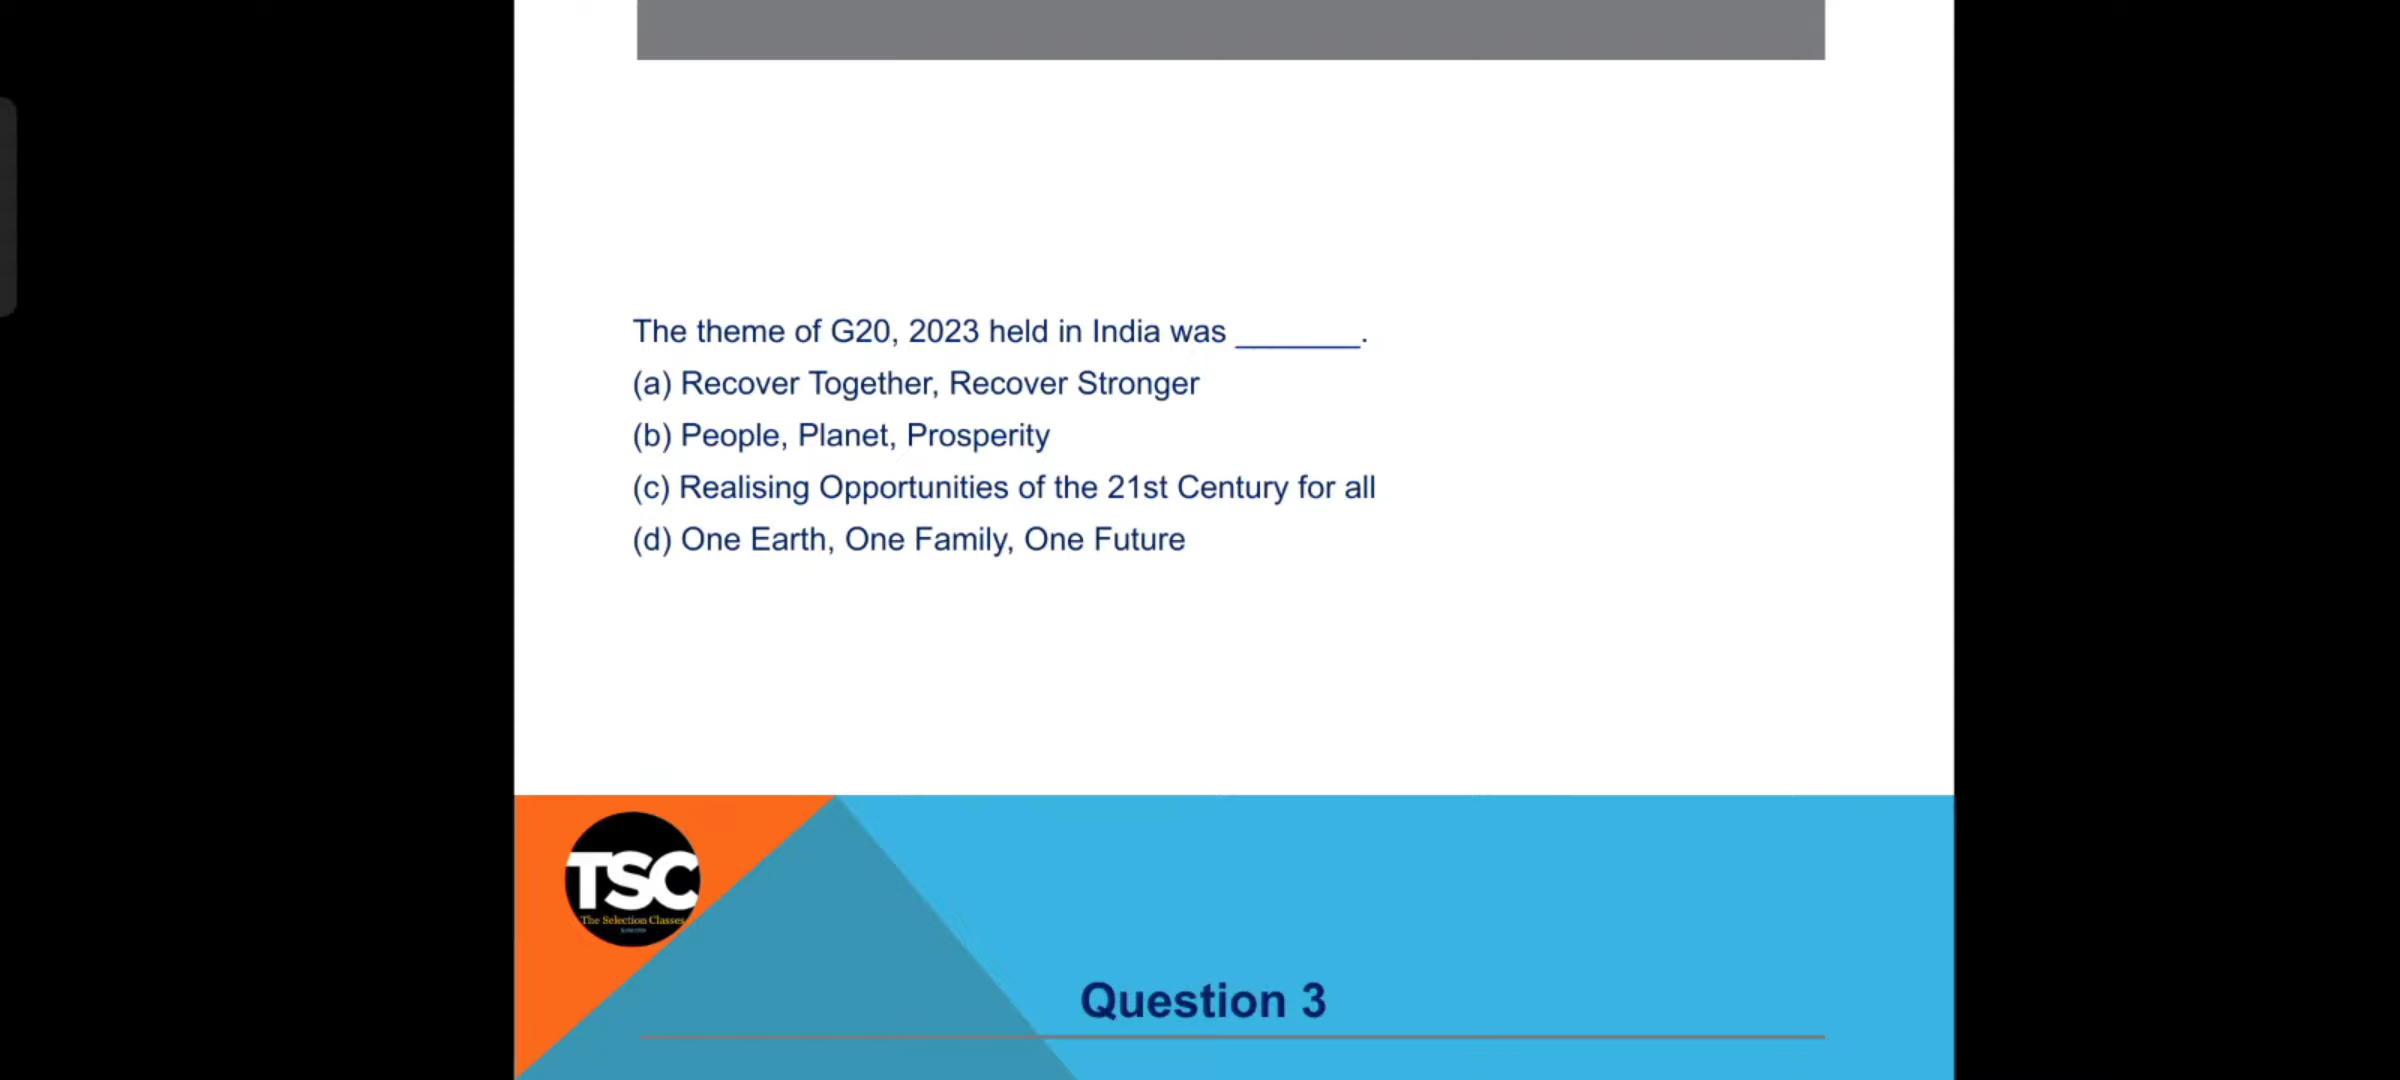 The theme of G20, 2023 held in India was _______.
(a) Recover Together, Recover Stronger
(b) People, Planet, Prosperity
(c) Realising Opportunities of the 21st Century for all
(d) One Earth, One Family, One Future
TSC
The Selection Classes
Question 3